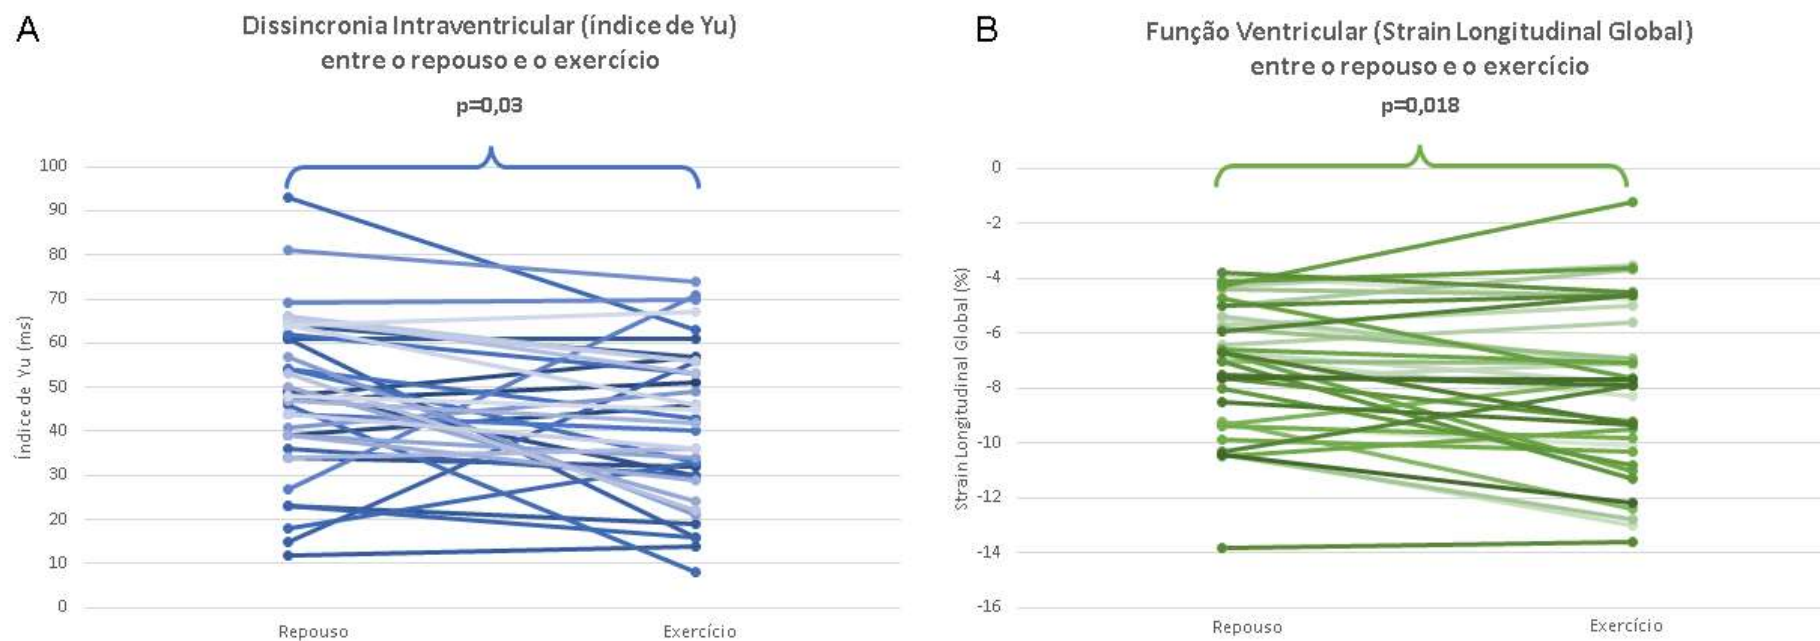 A
Dissincronia Intraventricular (índice de Yu)
entre o repouso e o exercício
p=0,03
100
90
80
70
60
50
40
30
20
10
0
Índice de Yu (ms)
Repouso
Exercício
B
Função Ventricular (Strain Longitudinal Global)
entre o repouso e o exercício
p=0,018
0
-2
-4
-6
-8
-10
-12
-14
-16
Strain Longitudinal Global (%)
Repouso
Exercício